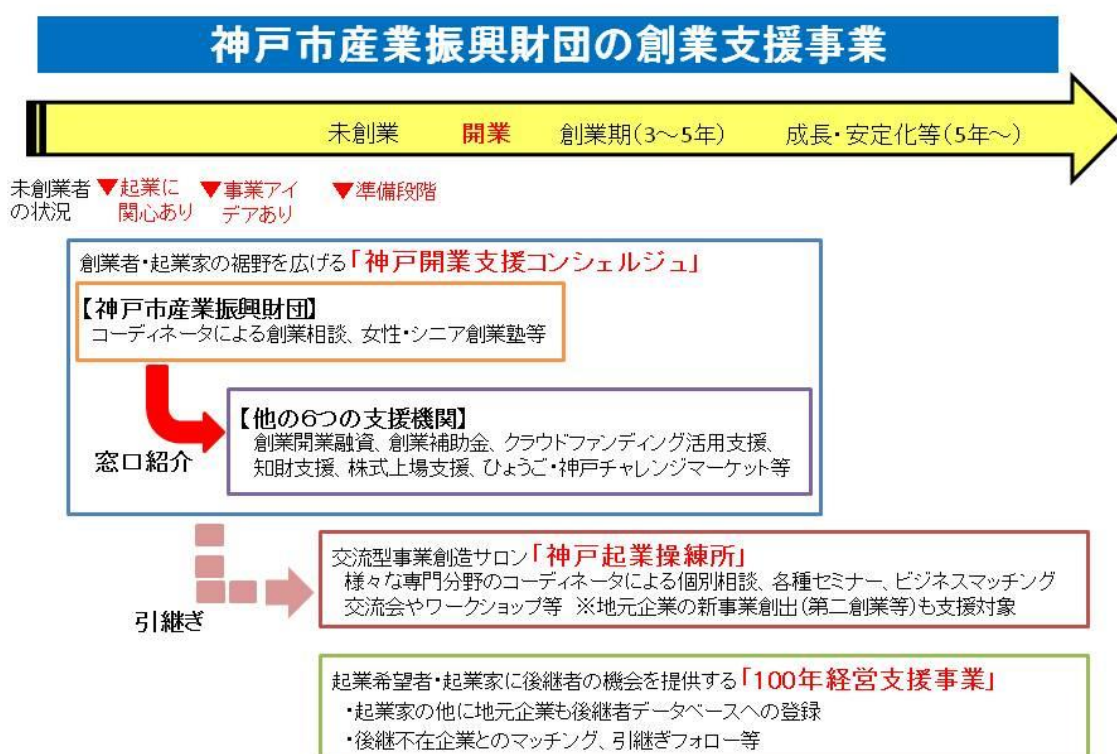 神戸市産業振興財団の創業支援事業
未創業 開業 創業期(3～5年) 成長・安定化等(5年～)
未創業者の状況
▼起業に関心あり
▼事業アイデアあり
▼準備段階
創業者・起業家の裾野を広げる「神戸開業支援コンシェルジュ」
【神戸市産業振興財団】
コーディネータによる創業相談、女性・シニア創業塾等
窓口紹介
【他の6つの支援機関】
創業開業融資、創業補助金、クラウドファンディング活用支援、
知財支援、株式上場支援、ひょうご・神戸チャレンジマーケット等
引継ぎ
交流型事業創造サロン「神戸起業操練所」
様々な専門分野のコーディネータによる個別相談、各種セミナー、ビジネスマッチング
交流会やワークショップ等 ※地元企業の新事業創出(第二創業等)も支援対象
起業希望者・起業家に後継者の機会を提供する「100年経営支援事業」
・起業家の他に地元企業も後継者データベースへの登録
・後継不在企業とのマッチング、引継ぎフォロー等